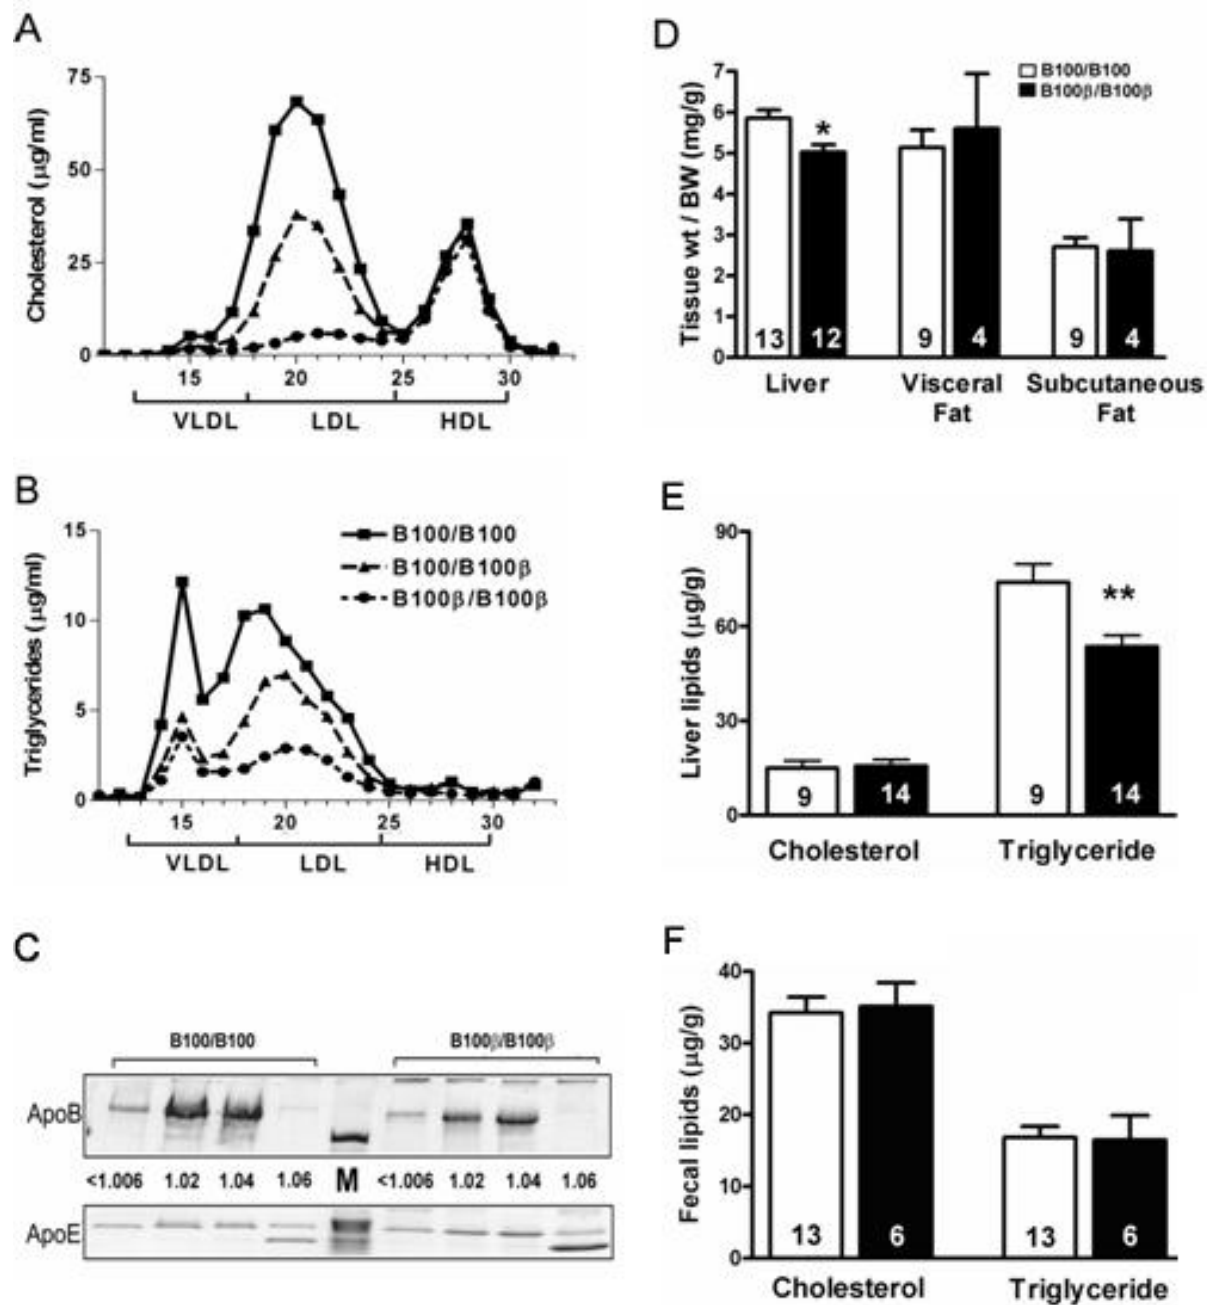 A
75
50
25
0
Cholesterol (μg/ml)
15 20 25 30
VLDL LDL HDL
B
15
10
5
0
Triglycerides (μg/ml)
B100/B100
B100/B100β
B100β/B100β
15 20 25 30
VLDL LDL HDL
C
B100/B100 B100β/B100β
ApoB
<1.006 1.02 1.04 1.06 M <1.006 1.02 1.04 1.06
ApoE
D
B100/B100
B100β/B100β
7
6
5
4
3
2
1
0
Tissue wt / BW (mg/g)
*
13 12 9 4 9 4
Liver Visceral Fat Subcutaneous Fat
E
90
60
30
0
Liver lipids (μg/g)
**
9 14 9 14
Cholesterol Triglyceride
F
40
30
20
10
0
Fecal lipids (μg/g)
13 6 13 6
Cholesterol Triglyceride